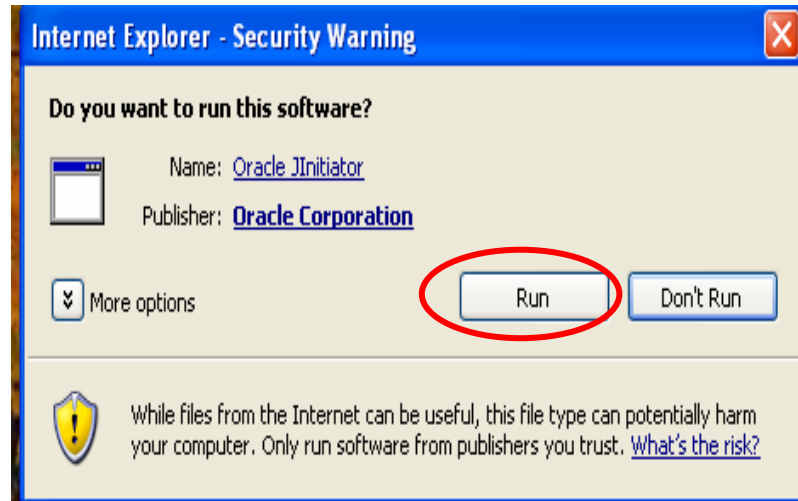 Internet Explorer - Security Warning
Do you want to run this software?
Name: Oracle JInitiator
Publisher: Oracle Corporation
More options
Run
Don't Run
While files from the Internet can be useful, this file type can potentially harm
your computer. Only run software from publishers you trust. What's the risk?